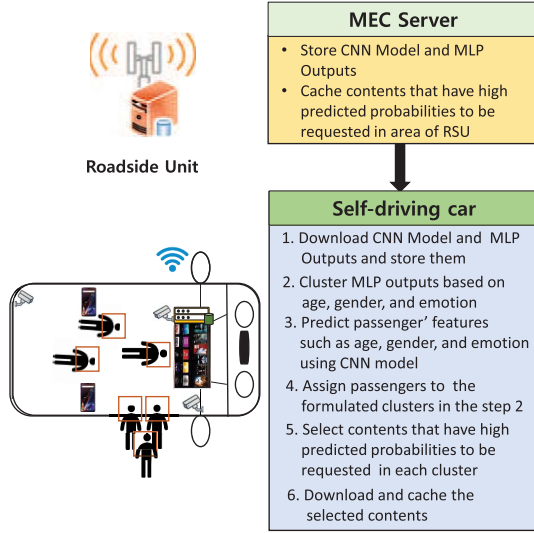 MEC Server
• Store CNN Model and MLP
Outputs
• Cache contents that have high
predicted probabilities to be
requested in area of RSU
Roadside Unit
Self-driving car
1. Download CNN Model and MLP
Outputs and store them
2. Cluster MLP outputs based on
age, gender, and emotion
3. Predict passenger' features
such as age, gender, and emotion
using CNN model
4. Assign passengers to the
formulated clusters in the step 2
5. Select contents that have high
predicted probabilities to be
requested in each cluster
6. Download and cache the
selected contents